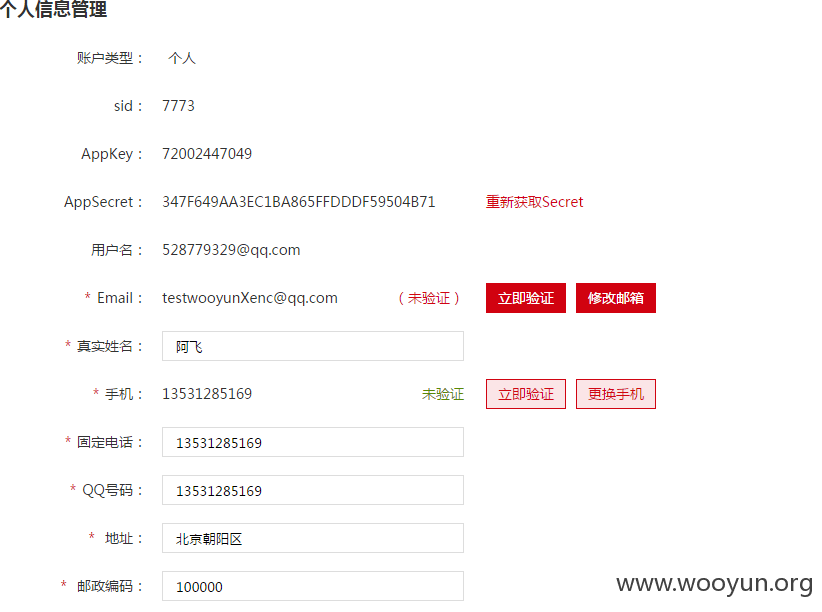 个人信息管理
账户类型： 个人
sid： 7773
AppKey： 72002447049
AppSecret： 347F649AA3EC1BA865FFDDDF59504B71 重新获取Secret
用户名： 528779329@qq.com
* Email： testwooyunXenc@qq.com （未验证） 立即验证 修改邮箱
* 真实姓名： 阿飞
* 手机： 13531285169 未验证 立即验证 更换手机
* 固定电话： 13531285169
* QQ号码： 13531285169
* 地址： 北京朝阳区
* 邮政编码： 100000
www.wooyun.org